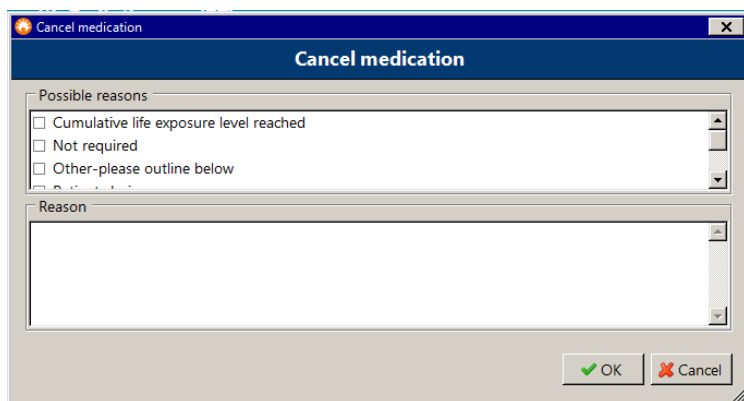 Cancel medication
Cancel medication
Possible reasons
Cumulative life exposure level reached
Not required
Other-please outline below
Reason
OK
Cancel